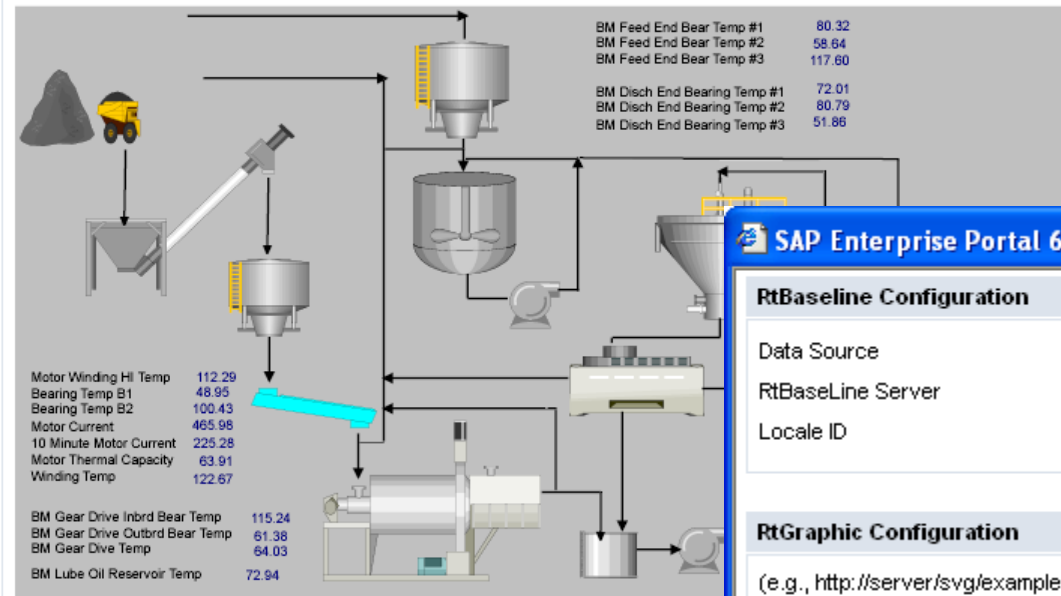 BM Feed End Bear Temp #1 80.32
BM Feed End Bear Temp #2 58.64
BM Feed End Bear Temp #3 117.60
BM Disch End Bearing Temp #1 72.01
BM Disch End Bearing Temp #2 80.79
BM Disch End Bearing Temp #3 51.86
SAP Enterprise Portal 6
RtBaseline Configuration
Data Source
RtBaseLine Server
Locale ID
RtGraphic Configuration
(e.g., http://server/svg/example
Motor Winding HI Temp 112.29
Bearing Temp B1 48.95
Bearing Temp B2 100.43
Motor Current 465.98
10 Minute Motor Current 225.28
Motor Thermal Capacity 63.91
Winding Temp 122.67
BM Gear Drive Inbrd Bear Temp 115.24
BM Gear Drive Outbrd Bear Temp 61.38
BM Gear Dive Temp 64.03
BM Lube Oil Reservoir Temp 72.94